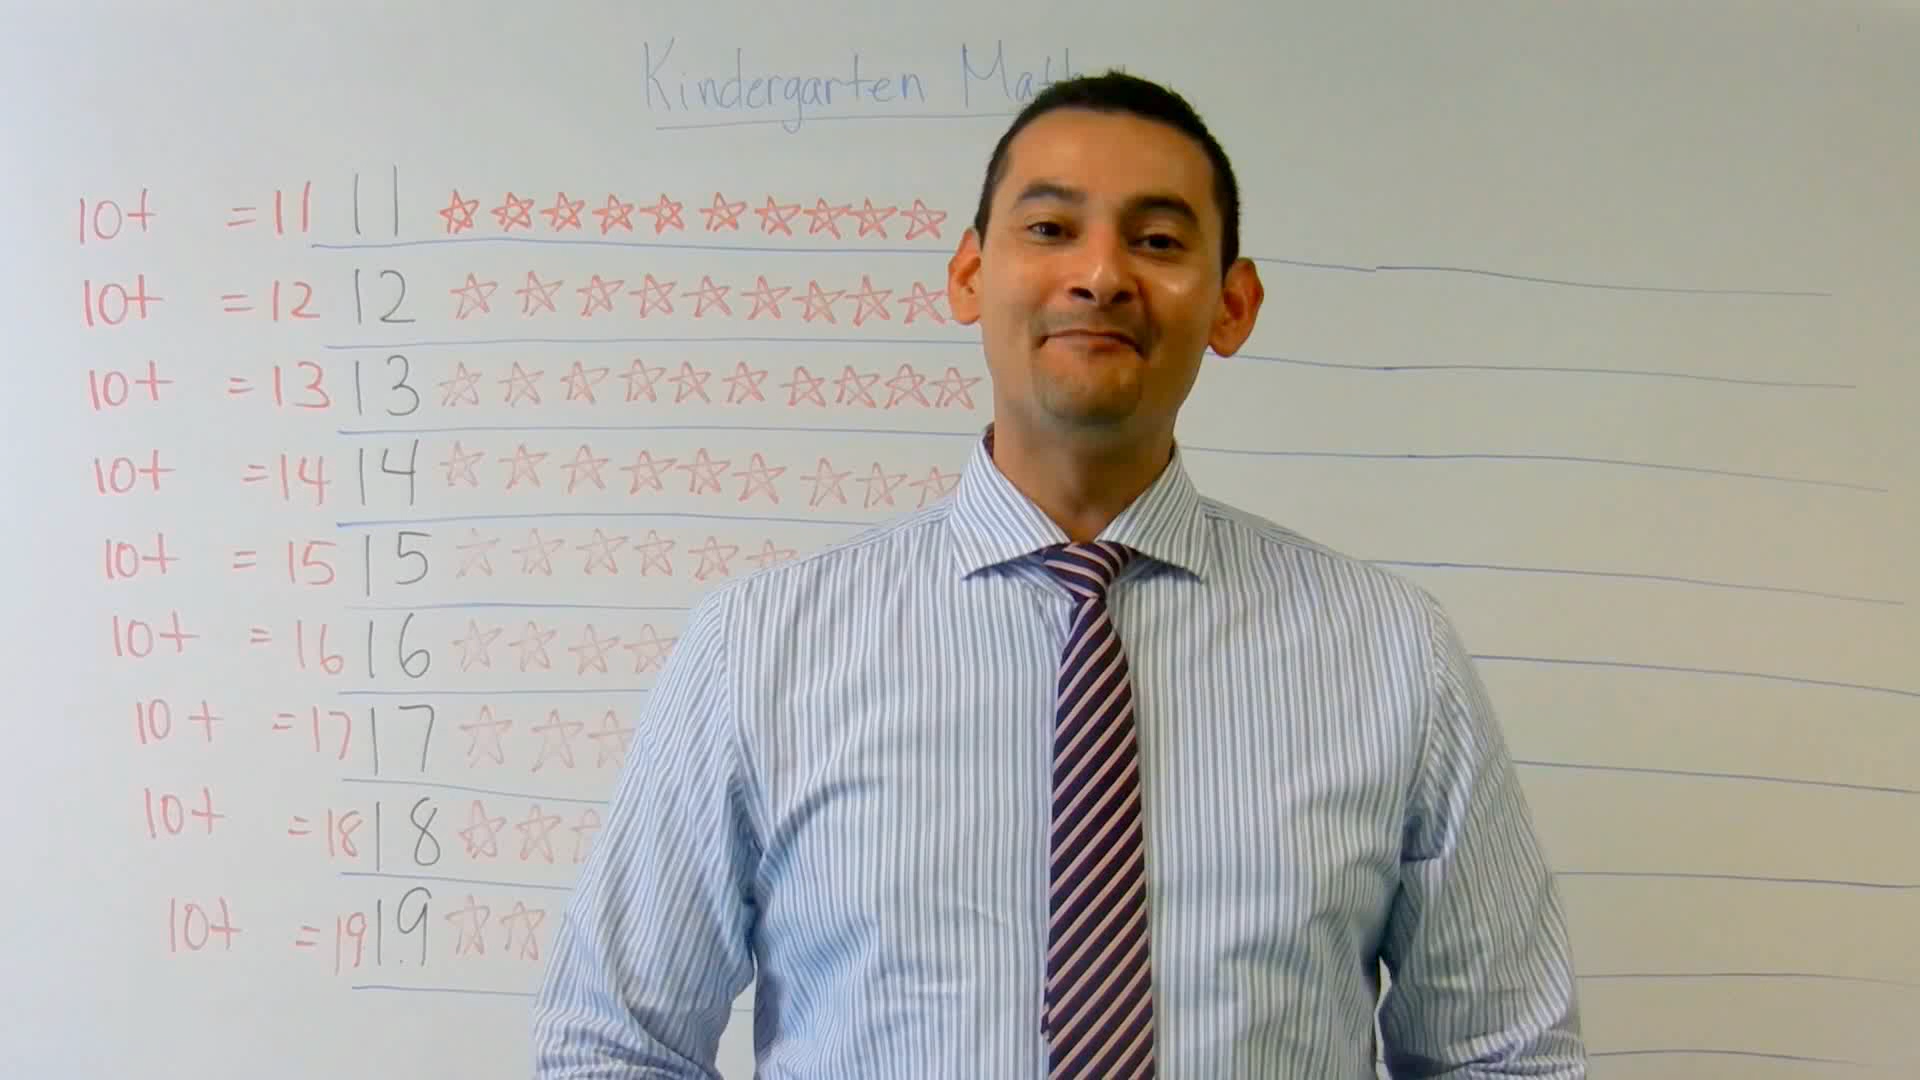 Kindergarten
10+ =11 11
10+ =12 12
10+ =13 13
10+ =14 14
10+ =15 15
10+ =16 16
10+ =17 17
10+ =18 18
10+ =19 19